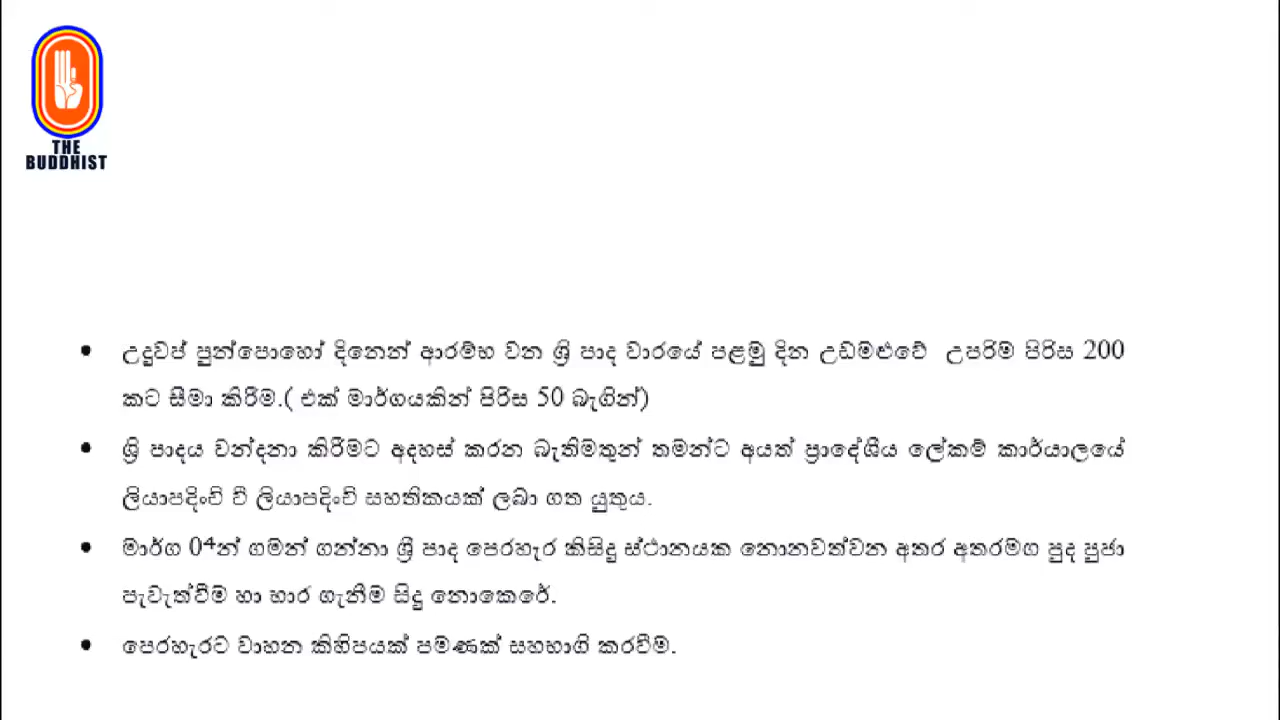 THE
BUDDHIST
• උදුවප් පුන්පොහෝ දිනෙන් ආරම්භ වන ශ්‍රි පාද වාරයේ පළමු දින උඩමළුවේ උපරිම පිරිස 200
කට සීමා කිරීම.( එක් මාර්ගයකින් පිරිස 50 බැගින්)
• ශ්‍රි පාදය වන්දනා කිරීමට අදහස් කරන බැතිමතුන් තමන්ට අයත් ප්‍රාදේශීය ලේකම් කාර්යාලයේ
ලියාපදිංචි වී ලියාපදිංචි සහතිකයක් ලබා ගත යුතුය.
• මාර්ග 04න් ගමන් ගන්නා ශ්‍රී පාද පෙරහැර කිසිදු ස්ථානයක නොනවත්වන අතර අතරමග පුද පුජා
පැවැත්වීම හා භාර ගැනීම සිදු නොකෙරේ.
• පෙරහැරට වාහන කිහිපයක් පමණක් සහභාගි කරවීම.